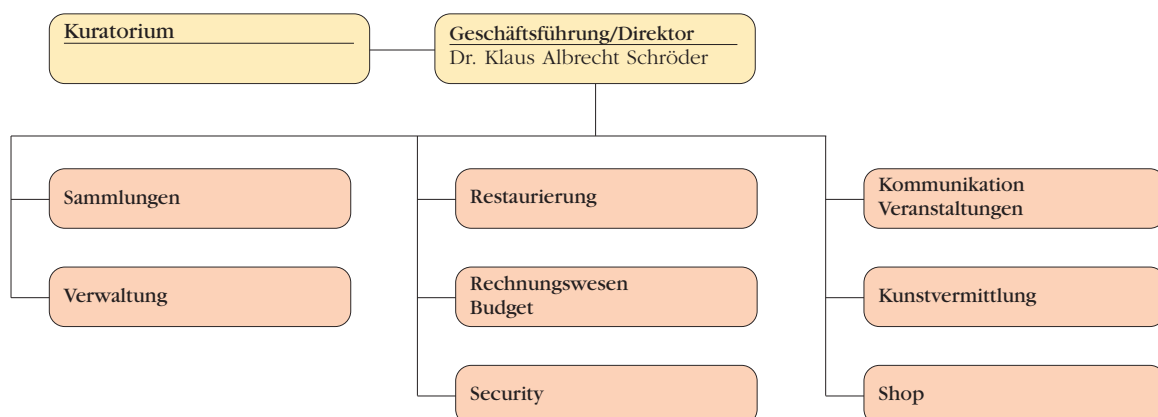 Kuratorium
Geschäftsführung/Direktor
Dr. Klaus Albrecht Schröder
Sammlungen
Restaurierung
Kommunikation
Veranstaltungen
Verwaltung
Rechnungswesen
Budget
Kunstvermittlung
Security
Shop